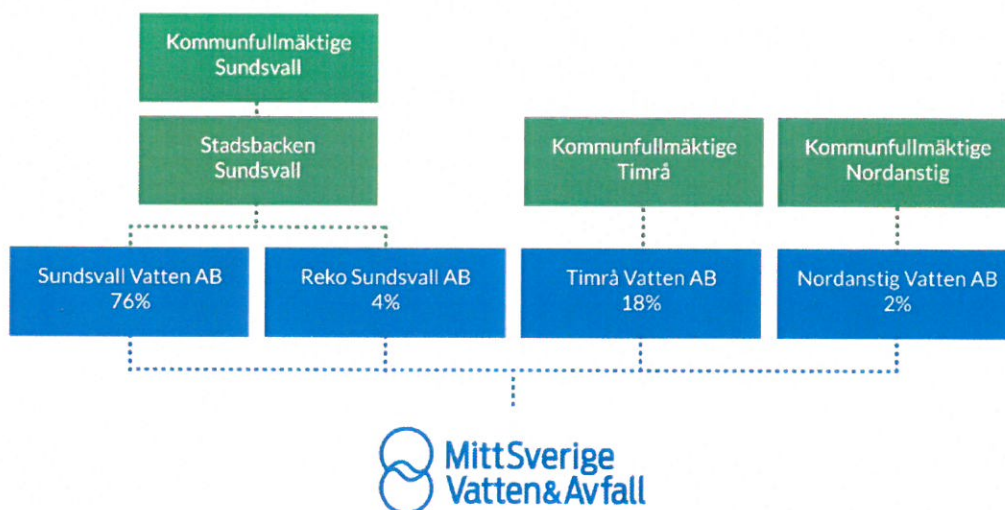 Kommunfullmäktige
Sundsvall
Stadsbacken
Sundsvall
Kommunfullmäktige
Timrå
Kommunfullmäktige
Nordanstig
Sundsvall Vatten AB
76%
Reko Sundsvall AB
4%
Timrå Vatten AB
18%
Nordanstig Vatten AB
2%
MittSverige
Vatten&Avfall